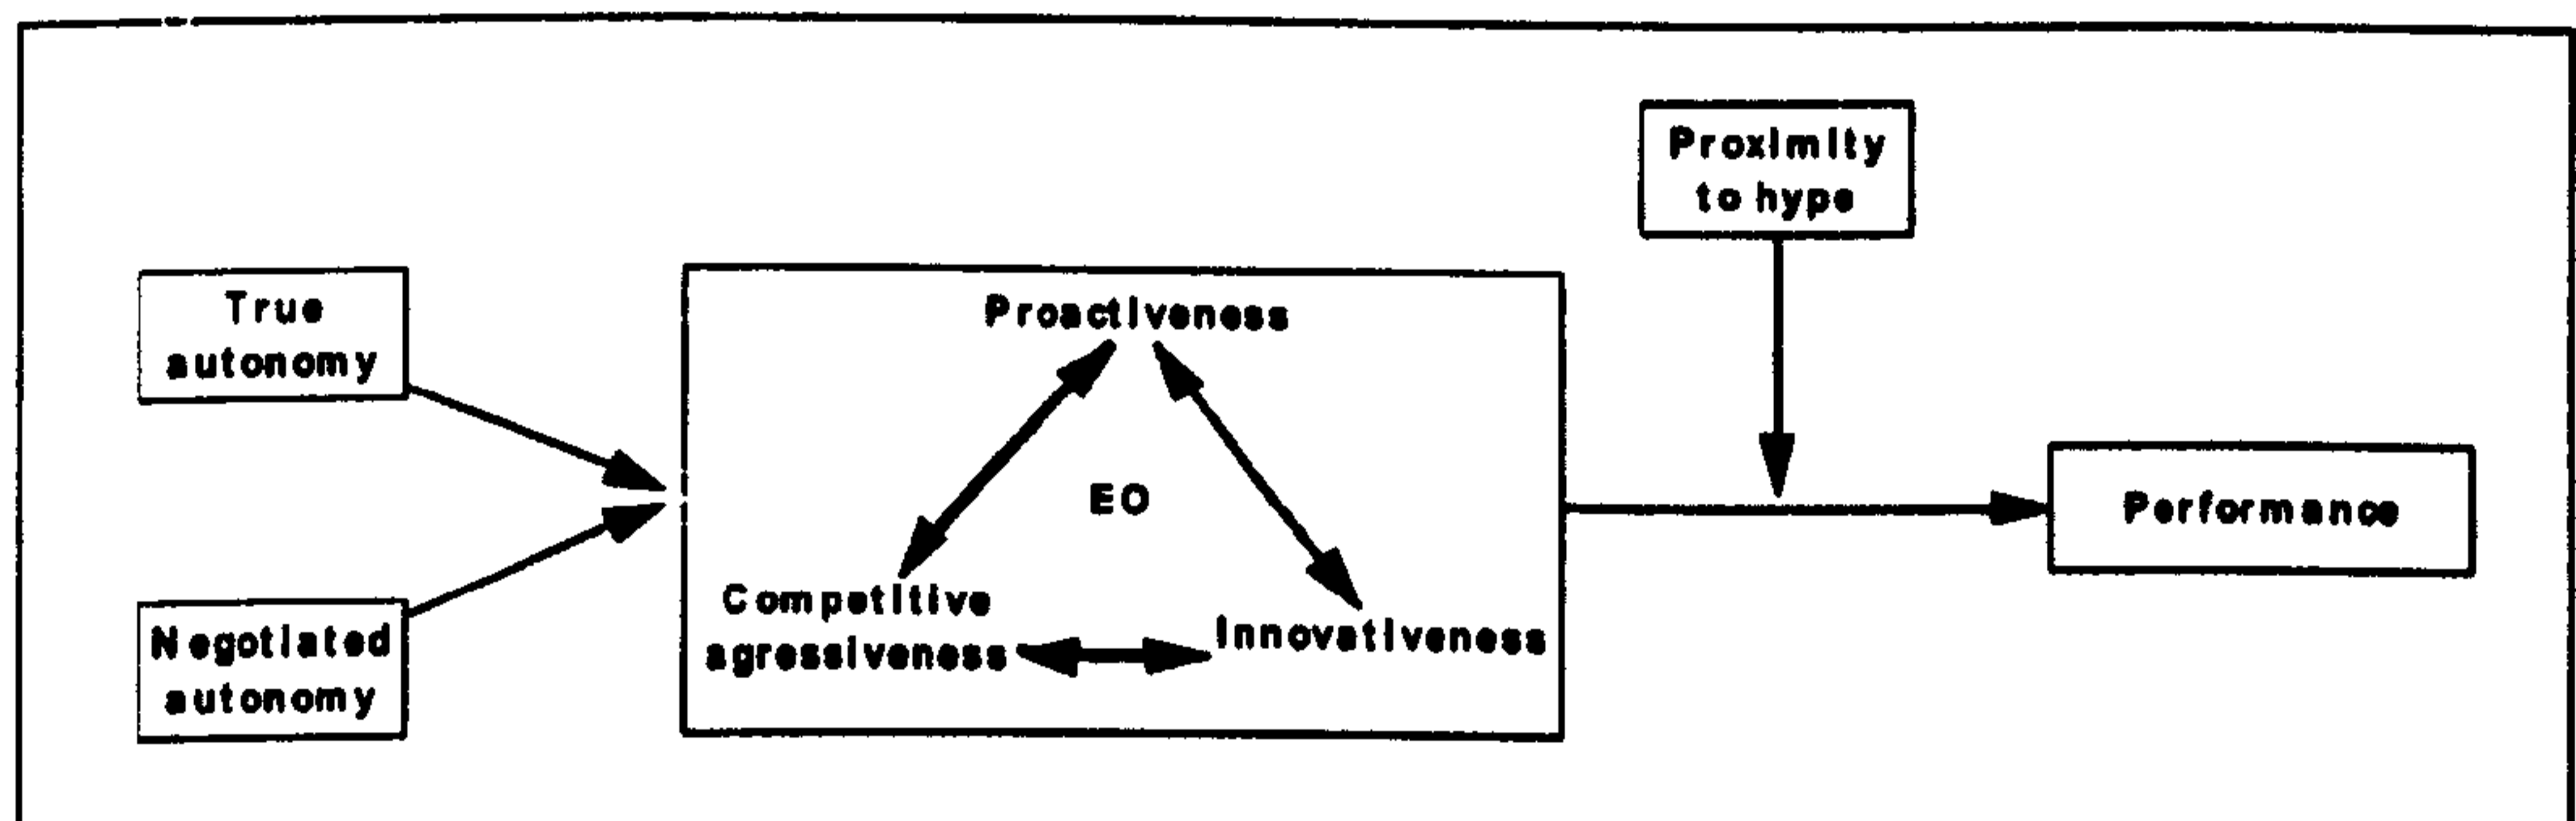 Proximity
to hype
True
autonomy
Proactiveness
EO
Performance
Competitive
agressiveness
Innovativeness
Negotiated
autonomy